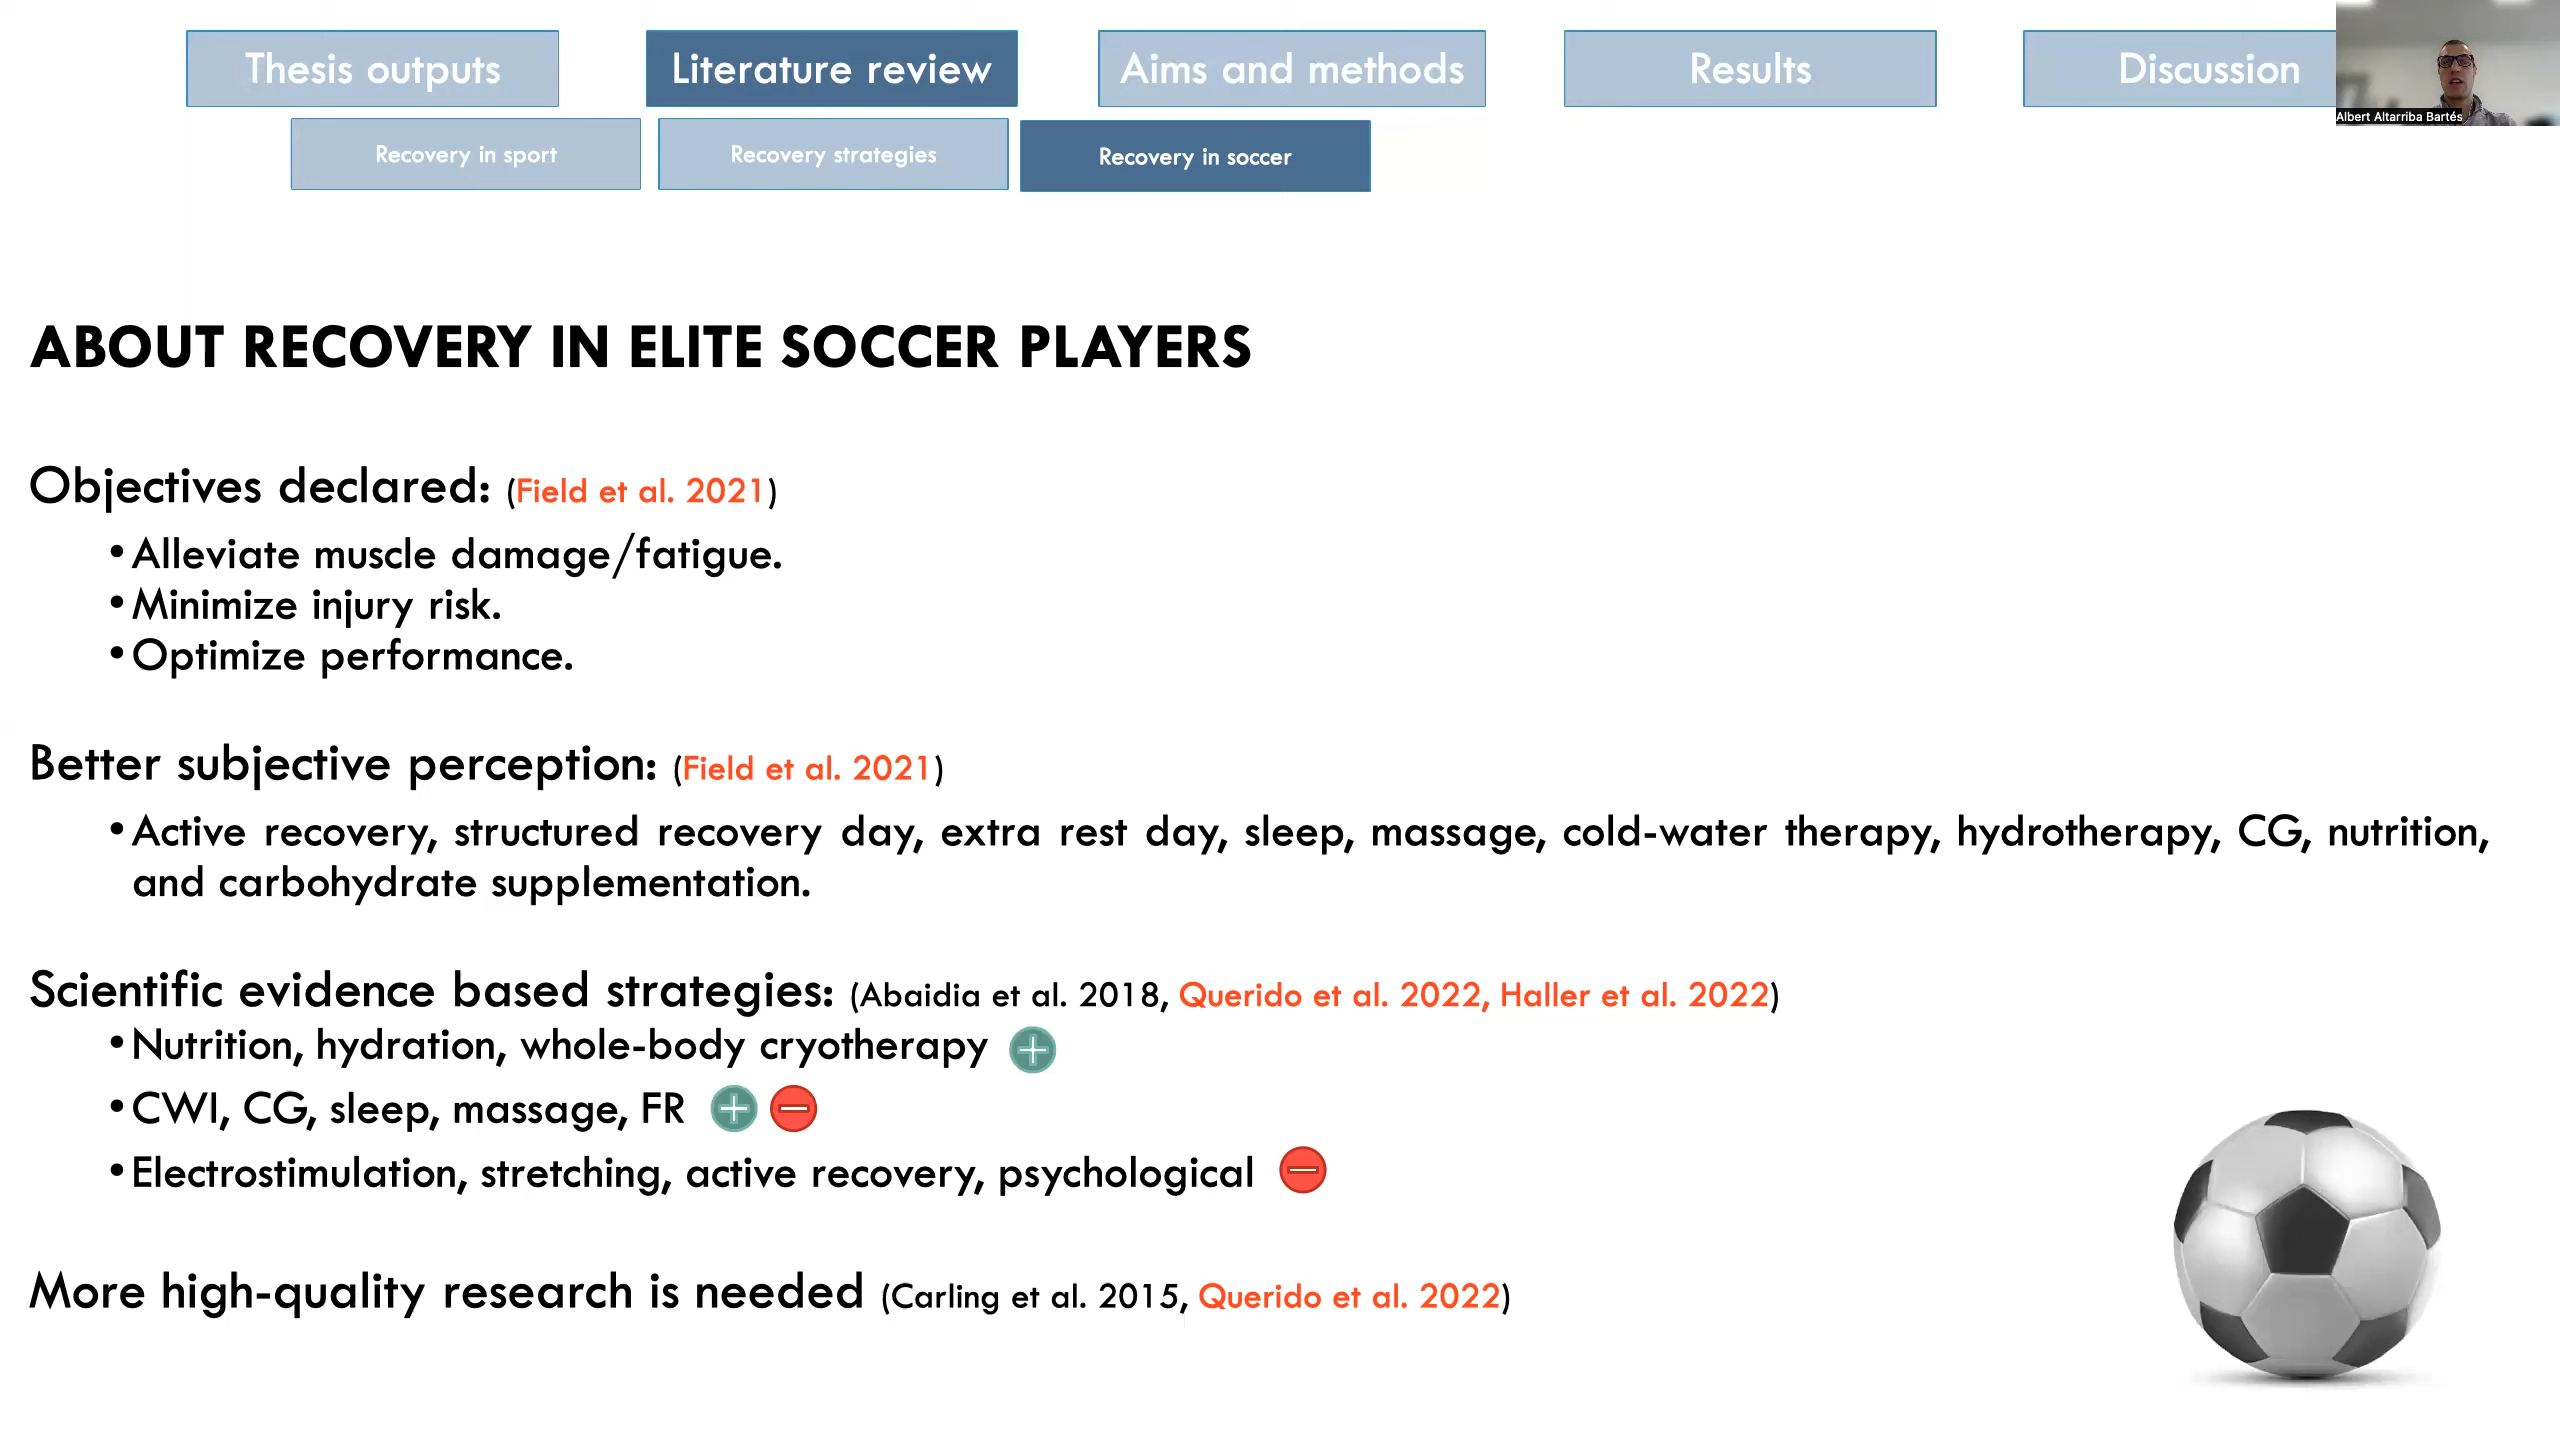 Thesis outputs
Literature review
Aims and methods
Results
Discussion
Albert Altarriba Bartés
Recovery in sport
Recovery strategies
Recovery in soccer
ABOUT RECOVERY IN ELITE SOCCER PLAYERS
Objectives declared: (Field et al. 2021)
•Alleviate muscle damage/fatigue.
•Minimize injury risk.
•Optimize performance.
Better subjective perception: (Field et al. 2021)
•Active recovery, structured recovery day, extra rest day, sleep, massage, cold-water therapy, hydrotherapy, CG, nutrition,
and carbohydrate supplementation.
Scientific evidence based strategies: (Abaidia et al. 2018, Querido et al. 2022, Haller et al. 2022)
•Nutrition, hydration, whole-body cryotherapy
•CWI, CG, sleep, massage, FR
•Electrostimulation, stretching, active recovery, psychological
More high-quality research is needed (Carling et al. 2015, Querido et al. 2022)